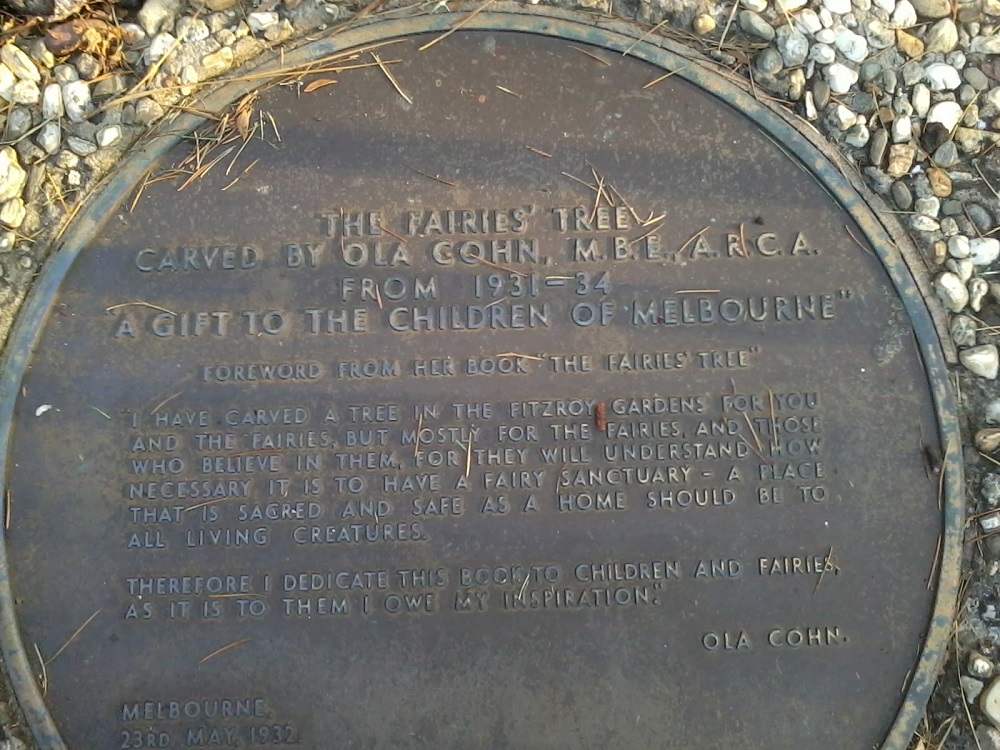 THE FAIRIES' TREE
CARVED BY OLA COHN, M.B.E., A.R.C.A.
FROM 1931-34
"A GIFT TO THE CHILDREN OF MELBOURNE"
FOREWORD FROM HER BOOK "THE FAIRIES' TREE"
"I HAVE CARVED A TREE IN THE FITZROY GARDENS FOR YOU
AND THE FAIRIES, BUT MOSTLY FOR THE FAIRIES, AND THOSE
WHO BELIEVE IN THEM, FOR THEY WILL UNDERSTAND HOW
NECESSARY IT IS TO HAVE A FAIRY SANCTUARY - A PLACE
THAT IS SACRED AND SAFE AS A HOME SHOULD BE TO
ALL LIVING CREATURES.
THEREFORE I DEDICATE THIS BOOK TO CHILDREN AND FAIRIES,
AS IT IS TO THEM I OWE MY INSPIRATION."
OLA COHN.
MELBOURNE,
23RD MAY, 1932.